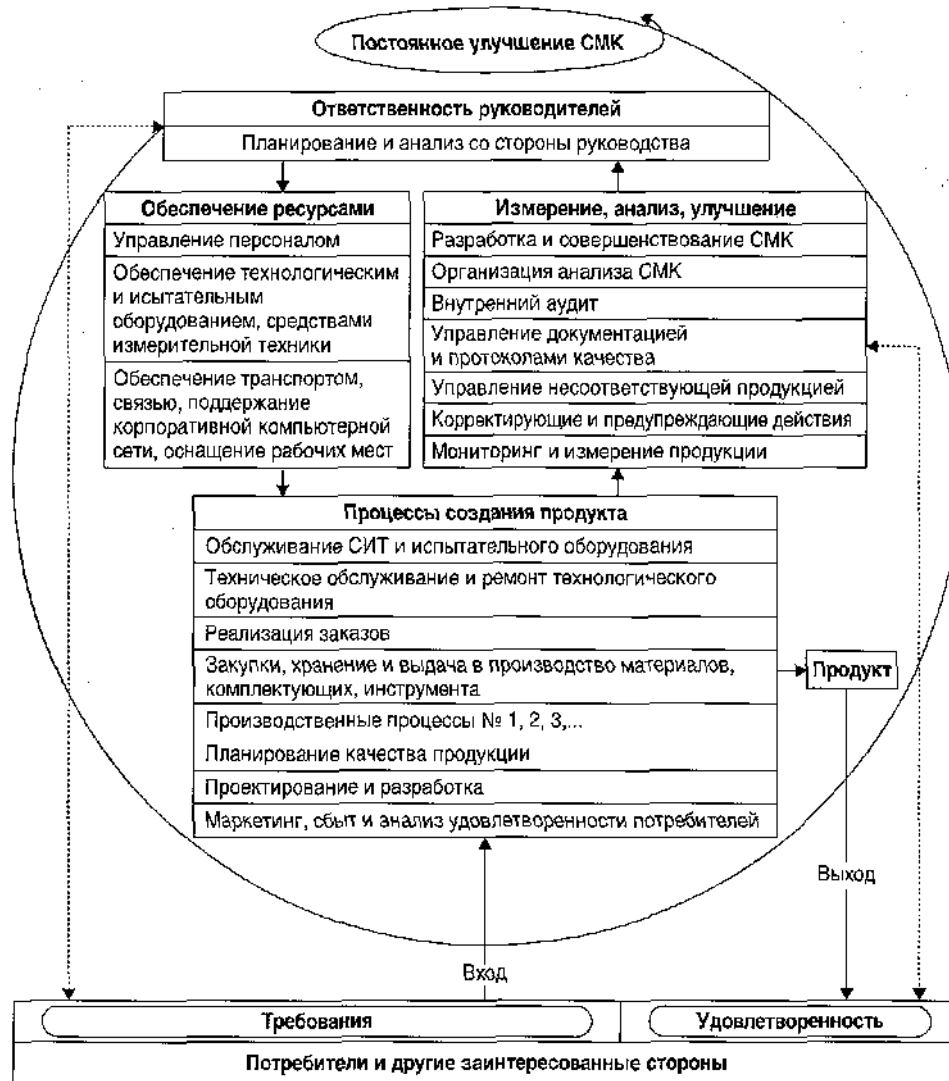 Постоянное улучшение СМК
Ответственность руководителей
Планирование и анализ со стороны руководства
Обеспечение ресурсами
Управление персоналом
Обеспечение технологическим
и исытательным
оборудованием, средствами
измерительной техники
Обеспечение транспортом,
связью, поддержание
корпоративной компьютерной
сети, оснащение рабочих мест
Измерение, анализ, улучшение
Разработка и совершенствование СМК
Организация анализа СМК
Внутренний аудит
Управление документацией
и протоколами качества
Управление несоответствующей продукцией
Корректирующие и предупреждающие действия
Мониторинг и измерение продукции
Процессы создания продукта
Обслуживание СИТ и испытательного оборудования
Техническое обслуживание и ремонт технологического
оборудования
Реализация заказов
Закупки, хранение и выдача в производство материалов,
комплектующих, инструмента
Производственные процессы № 1, 2, 3,...
Планирование качества продукции
Проектирование и разработка
Маркетинг, сбыт и анализ удовлетворенности потребителей
Продукт
Выход
Вход
Требования
Удовлетворенность
Потребители и другие заинтересованные стороны